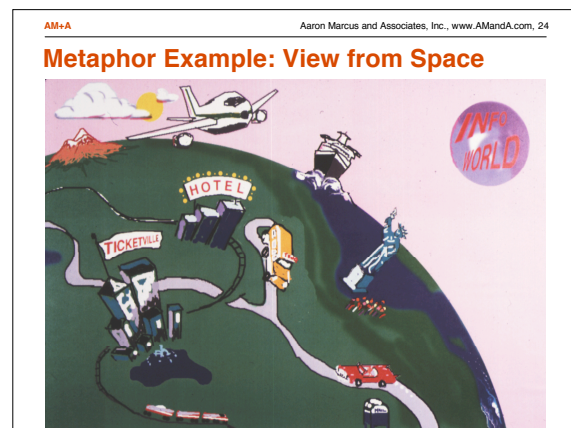 AM+A
Aaron Marcus and Associates, Inc., www.AMandA.com, 24
Metaphor Example: View from Space
INFO
WORLD
HOTEL
TICKETVILLE